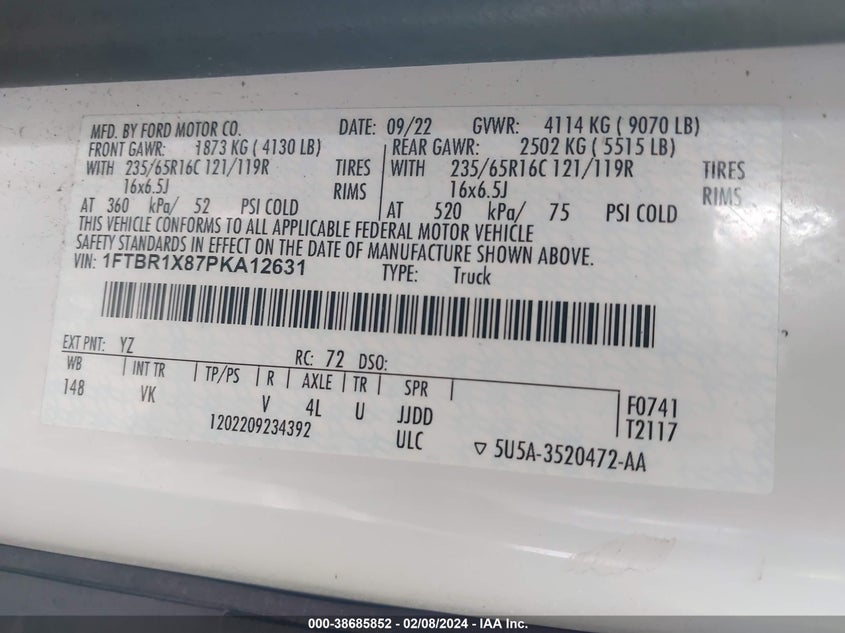 MFD. BY FORD MOTOR CO. DATE: 09/22 GVWR: 4114 KG ( 9070 LB)
FRONT GAWR: 1873 KG ( 4130 LB) REAR GAWR: 2502 KG ( 5515 LB)
WITH 235/65R16C 121/119R TIRES WITH 235/65R16C 121/119R TIRES
16x6.5J RIMS 16x6.5J RIMS
AT 360 kPa/ 52 PSI COLD AT 520 kPa/ 75 PSI COLD
THIS VEHICLE CONFORMS TO ALL APPLICABLE FEDERAL MOTOR VEHICLE
SAFETY STANDARDS IN EFFECT ON THE DATE OF MANUFACTURE SHOWN ABOVE.
VIN: 1FTBR1X87PKA12631 TYPE: Truck
EXT PNT: YZ RC: 72 DSO:
WB INT TR TP/PS R AXLE TR SPR F0741
148 VK V 4L U JJDD T2117
1202209234392 ULC ▽ 5U5A-3520472-AA
000-38685852 - 02/08/2024 - IAA Inc.